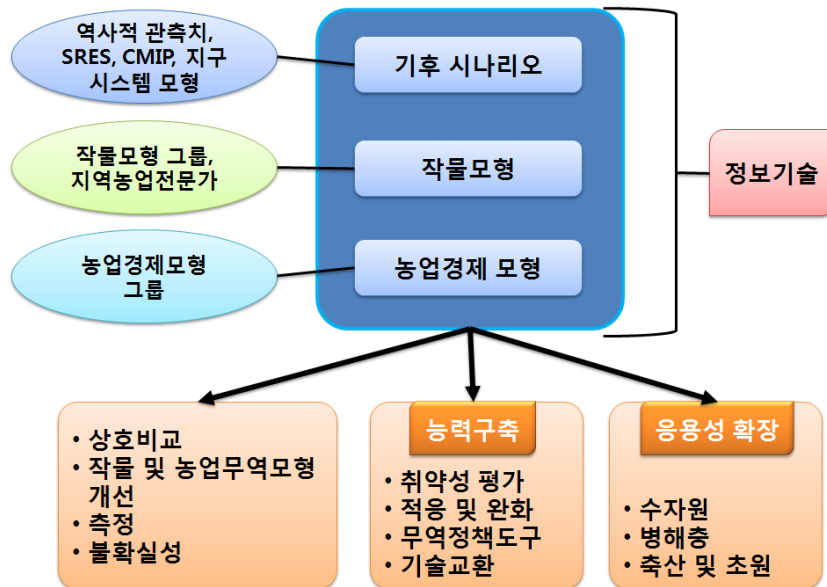 역사적 관측치,
SRES, CMIP, 지구
시스템 모형
기후 시나리오
작물모형 그룹,
지역농업전문가
작물모형
정보기술
농업경제모형
그룹
농업경제 모형
• 상호비교
• 작물 및 농업무역모형
개선
• 측정
• 불확실성
능력구축
• 취약성 평가
• 적응 및 완화
• 무역정책도구
• 기술교환
응용성 확장
• 수자원
• 병해충
• 축산 및 초원